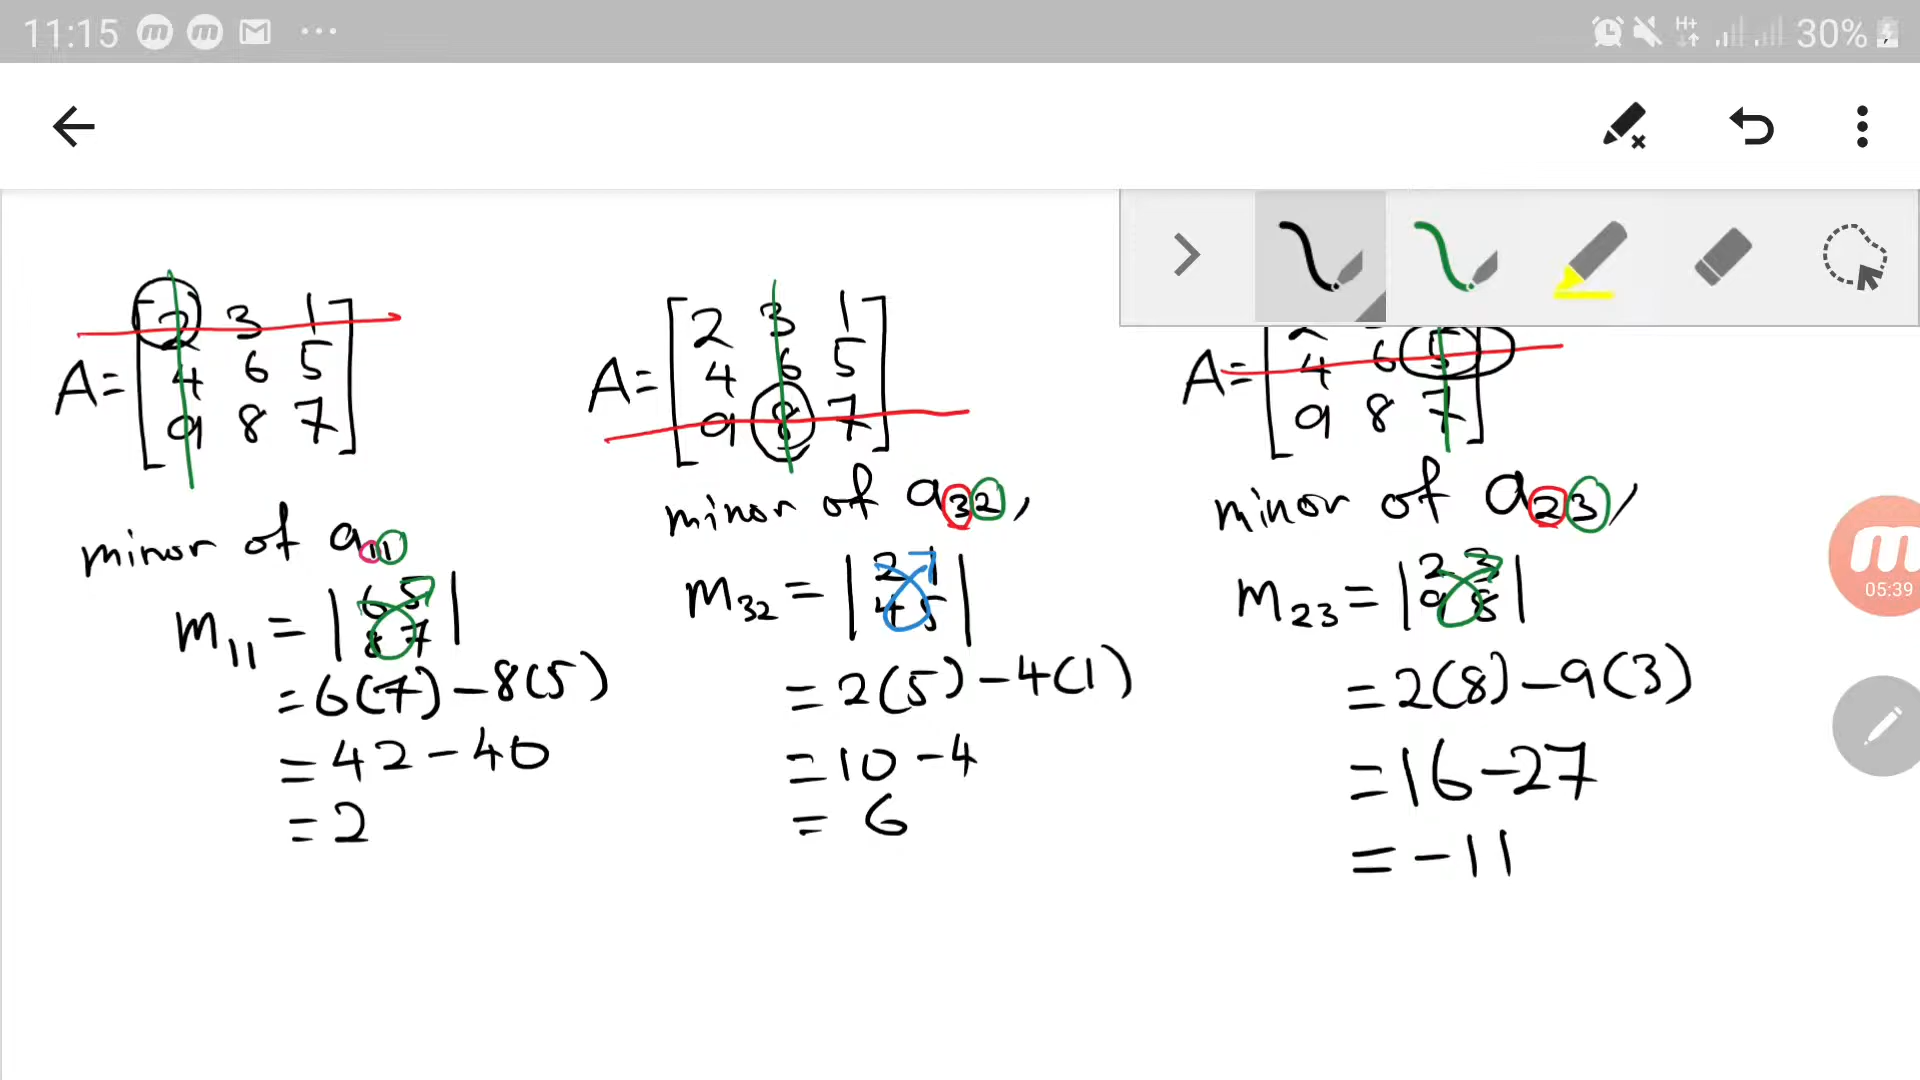 11:15 30%
A= [2 3 1
4 6 5
9 8 7]
minor of a11
m11 = |6 5
8 7|
=6(7)-8(5)
=42-40
=2
A= [2 3 1
4 6 5
9 8 7]
minor of a32,
m32 = |2 1
4 5|
=2(5)-4(1)
=10-4
= 6
A= [2
4 6 5
9 8 7]
minor of a23,
m23 = |2 3
9 8|
=2(8)-9(3)
=16-27
=-11
05:39